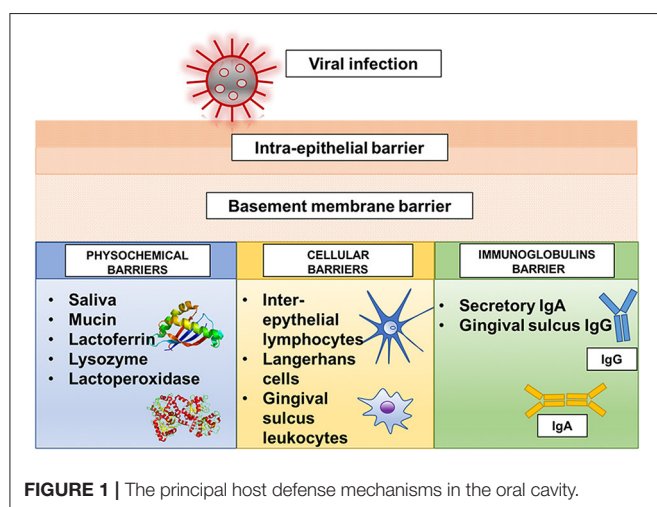 Viral infection
Intra-epithelial barrier
Basement membrane barrier
PHYSOCHEMICAL
BARRIERS
• Saliva
• Mucin
• Lactoferrin
• Lysozyme
• Lactoperoxidase
CELLULAR
BARRIERS
• Inter-
epythelial
lymphocytes
• Langerhans
cells
• Gingival
sulcus
leukocytes
IMMUNOGLOBULINS
BARRIER
• Secretory IgA
• Gingival sulcus IgG
IgG
IgA
FIGURE 1 | The principal host defense mechanisms in the oral cavity.